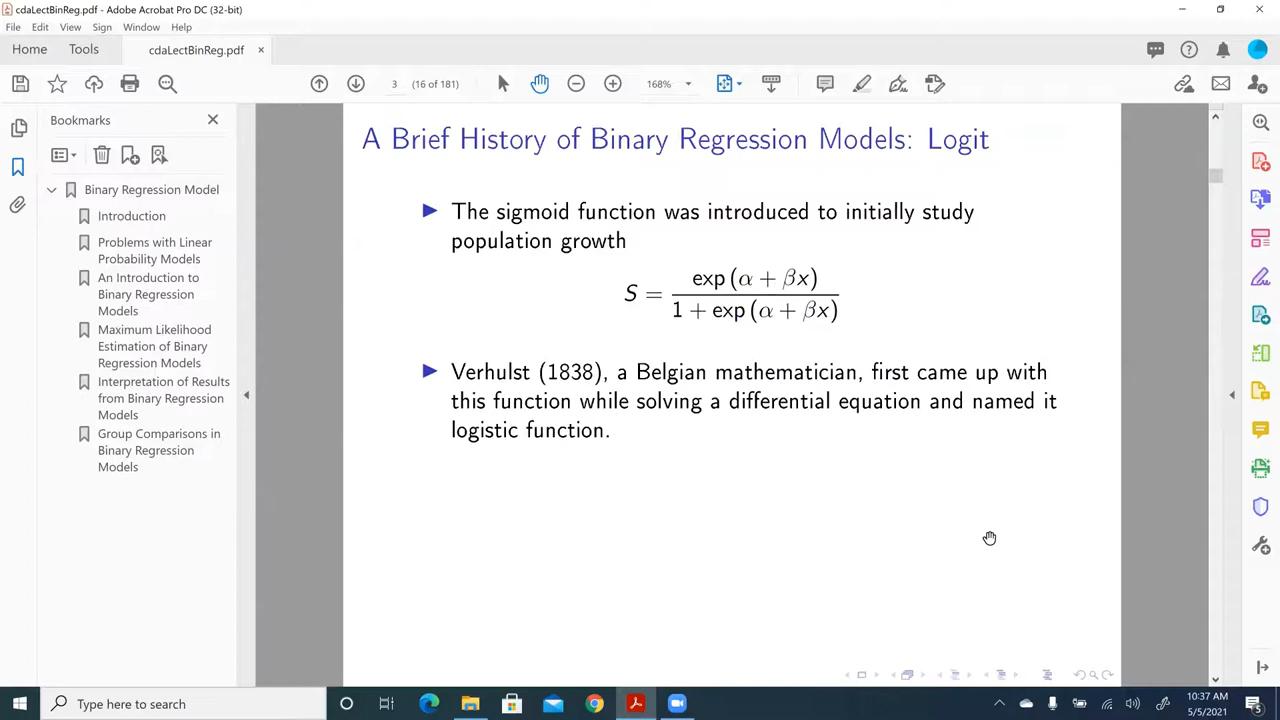 cdaLectBinReg.pdf - Adobe Acrobat Pro DC (32-bit)
File Edit View Sign Window Help
Home Tools cdaLectBinReg.pdf ×
3 (16 of 181) 168%
Bookmarks
Binary Regression Model
Introduction
Problems with Linear
Probability Models
An Introduction to
Binary Regression
Models
Maximum Likelihood
Estimation of Binary
Regression Models
Interpretation of Results
from Binary Regression
Models
Group Comparisons in
Binary Regression
Models
A Brief History of Binary Regression Models: Logit
▶ The sigmoid function was introduced to initially study
population growth
S = exp (α + βx) / 1 + exp (α + βx)
▶ Verhulst (1838), a Belgian mathematician, first came up with
this function while solving a differential equation and named it
logistic function.
Type here to search
10:37 AM
5/5/2021
5